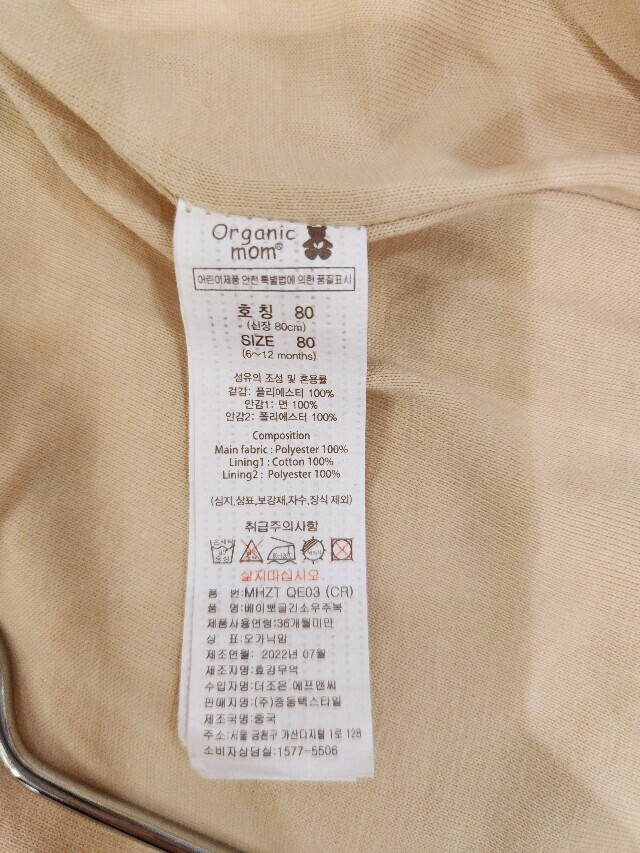 Organic
mom®
어린이제품 안전 특별법에 의한 품질표시
호칭 80
(신장 80cm)
SIZE 80
(6~12 months)
섬유의 조성 및 혼용률
겉감: 폴리에스터 100%
안감1: 면 100%
안감2: 폴리에스터 100%
Composition
Main fabric : Polyester 100%
Lining1 : Cotton 100%
Lining2 : Polyester 100%
(심지,상표,보강재,자수,장식 제외)
취급주의사항
삶지마십시오
품 번:MHZT QE03 (CR)
품 명:베이뽀글긴소우주복
제품사용연령:36개월미만
상 표:오가닉맘
제조연월: 2022년 07월
제조자명:효강무역
수입자명:더조은 에프앤씨
판매자명:(주)중동텍스타일
제조국명:중국
주소:서울 금천구 가산디지털 1로 128
소비자상담실:1577-5506